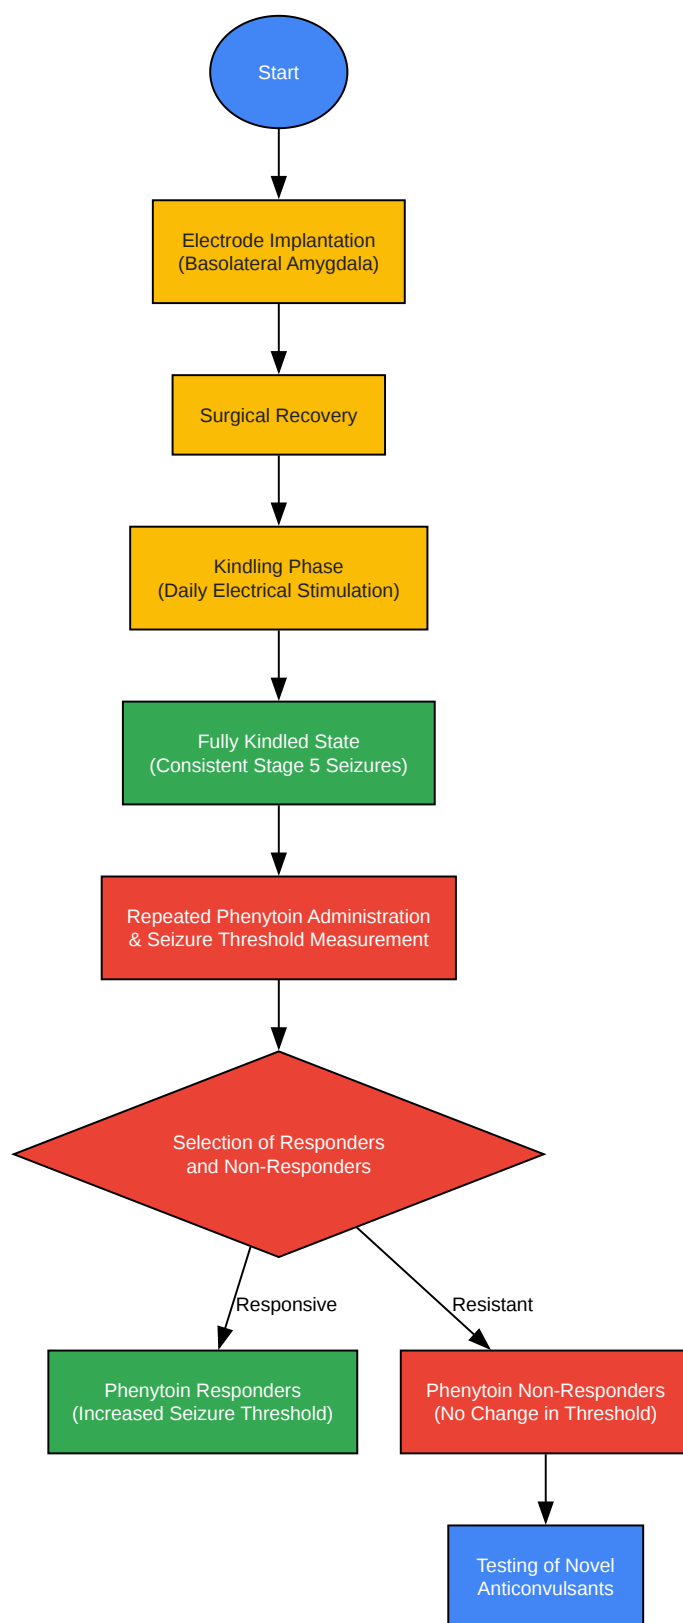 Start
Electrode Implantation
(Basolateral Amygdala)
Surgical Recovery
Kindling Phase
(Daily Electrical Stimulation)
Fully Kindled State
(Consistent Stage 5 Seizures)
Repeated Phenytoin Administration
& Seizure Threshold Measurement
Selection of Responders
and Non-Responders
Responsive
Resistant
Phenytoin Responders
(Increased Seizure Threshold)
Phenytoin Non-Responders
(No Change in Threshold)
Testing of Novel
Anticonvulsants